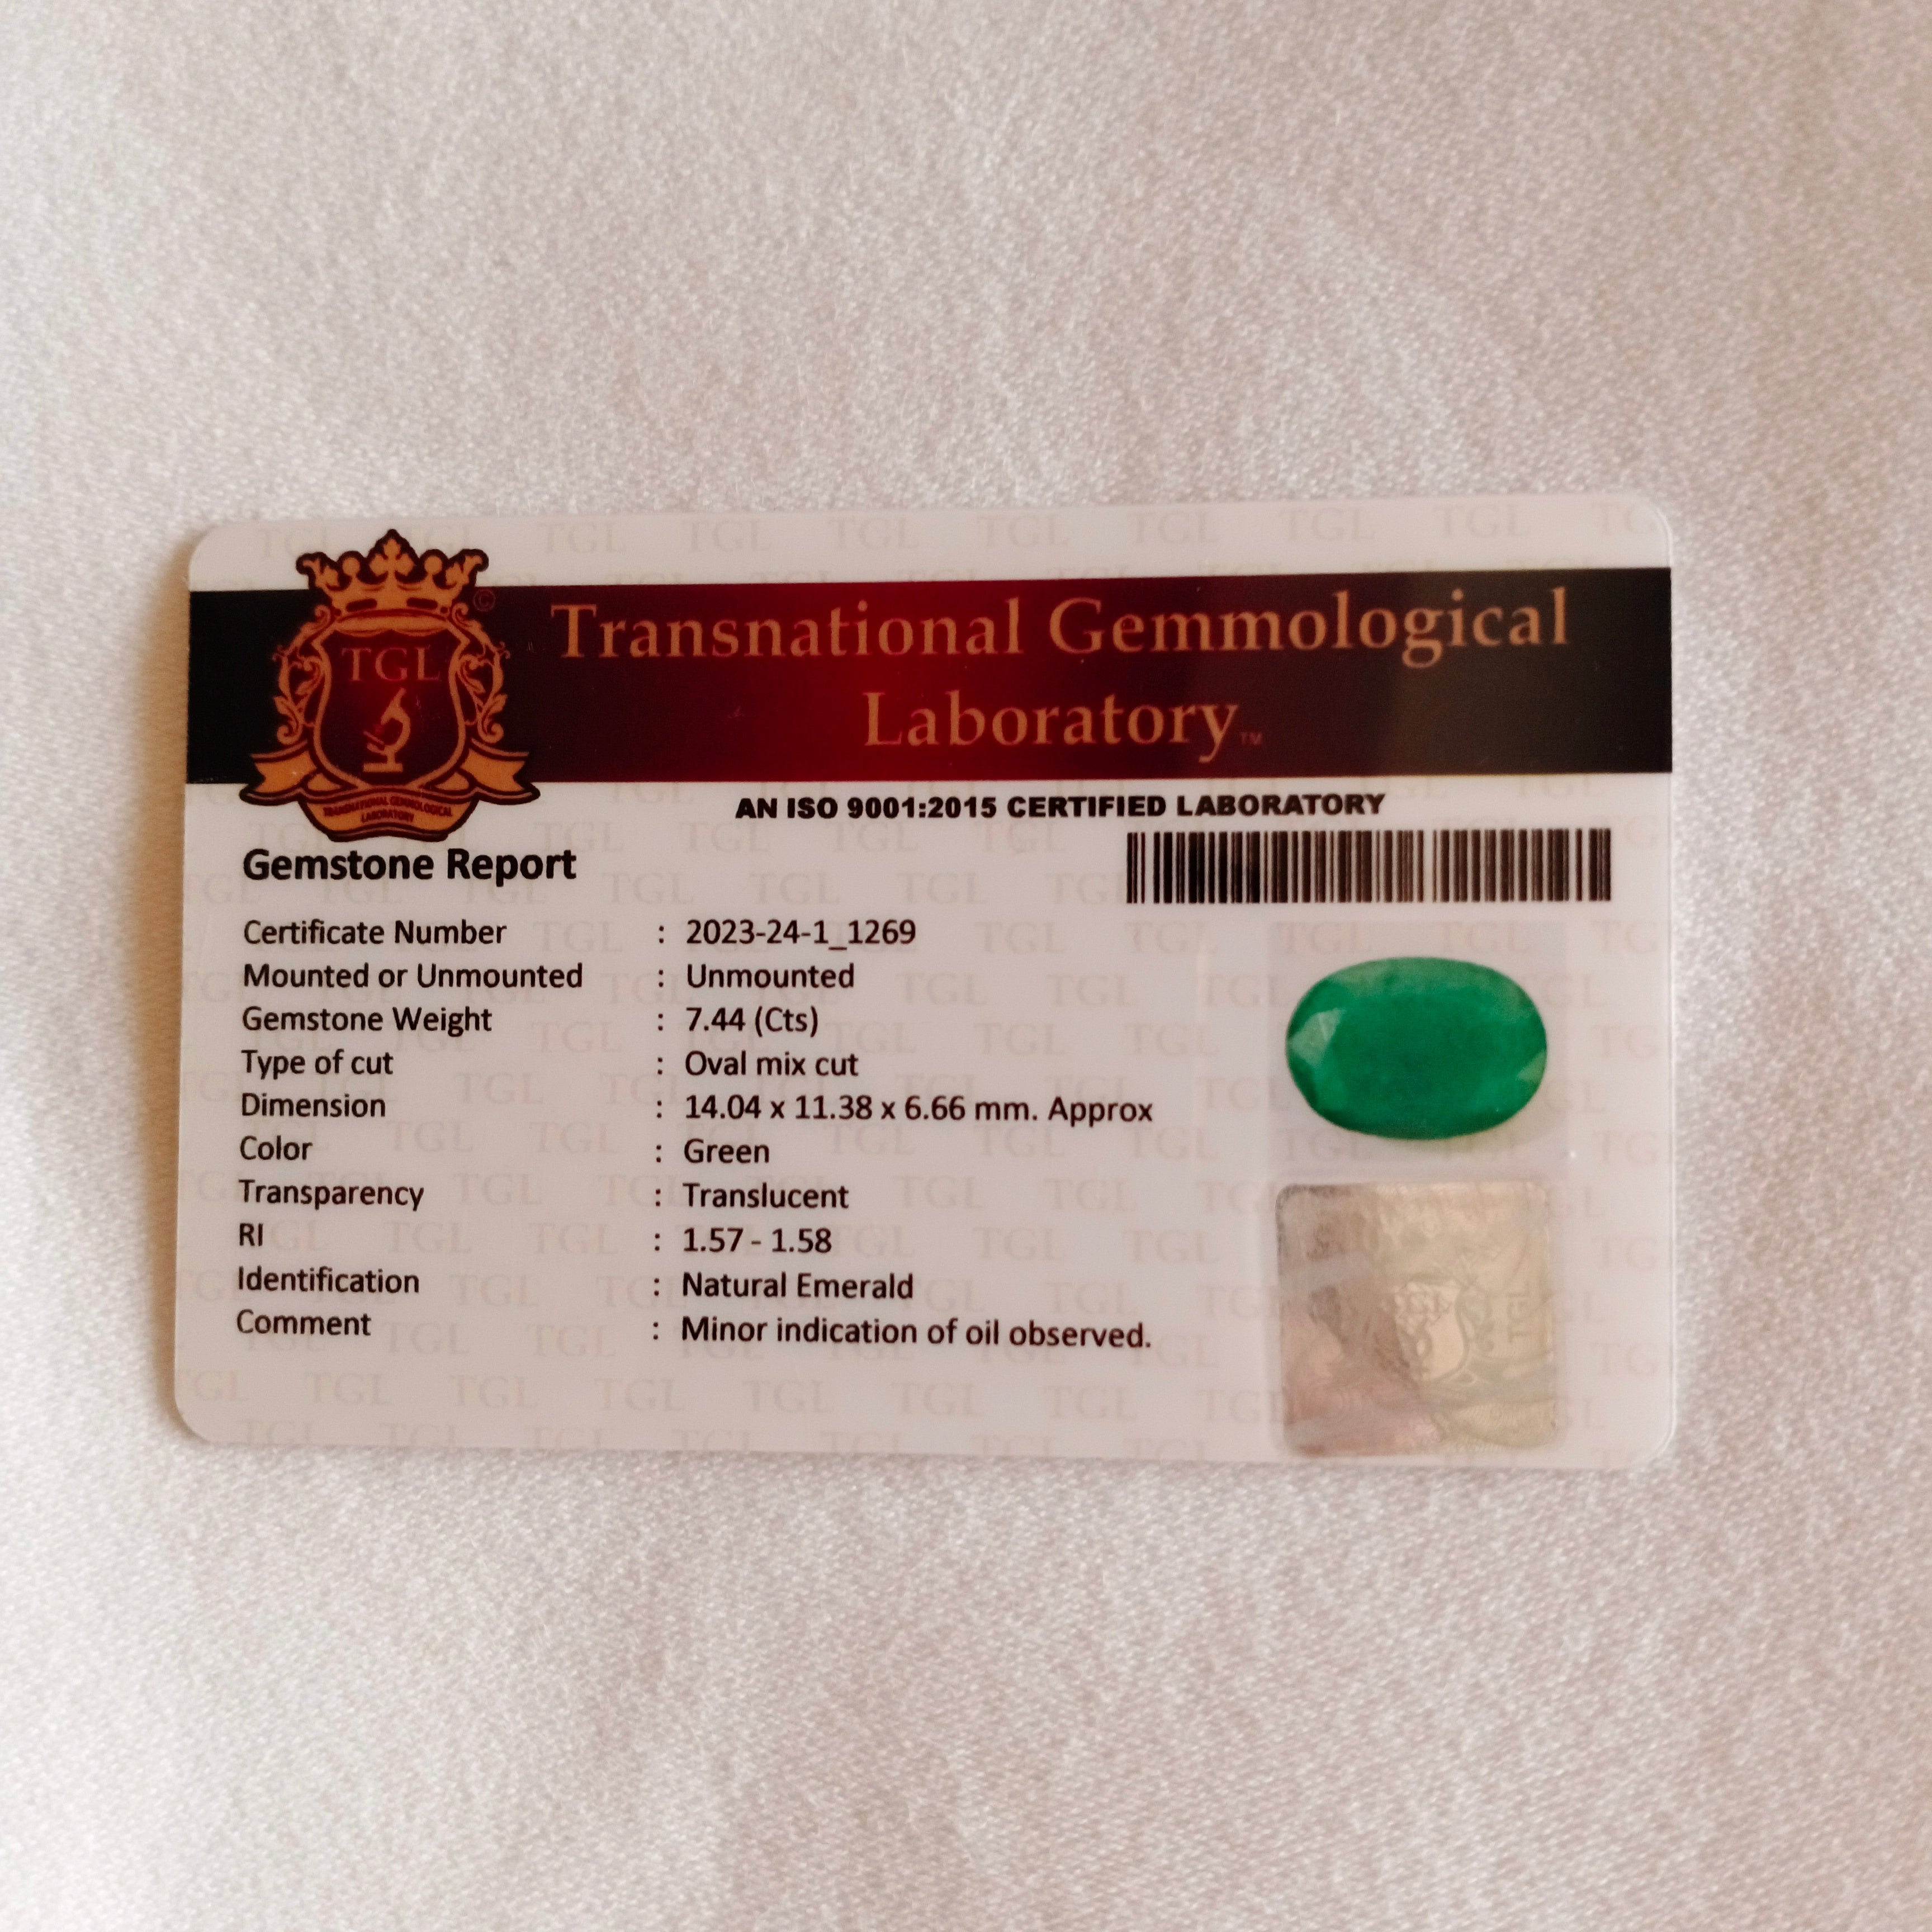 TGL
Transnational Gemmological
Laboratory™
©
TRANSNATIONAL GEMMOLOGICAL
LABORATORY
AN ISO 9001:2015 CERTIFIED LABORATORY
Gemstone Report
Certificate Number : 2023-24-1_1269
Mounted or Unmounted : Unmounted
Gemstone Weight : 7.44 (Cts)
Type of cut : Oval mix cut
Dimension : 14.04 x 11.38 x 6.66 mm. Approx
Color : Green
Transparency : Translucent
RI : 1.57 - 1.58
Identification : Natural Emerald
Comment : Minor indication of oil observed.